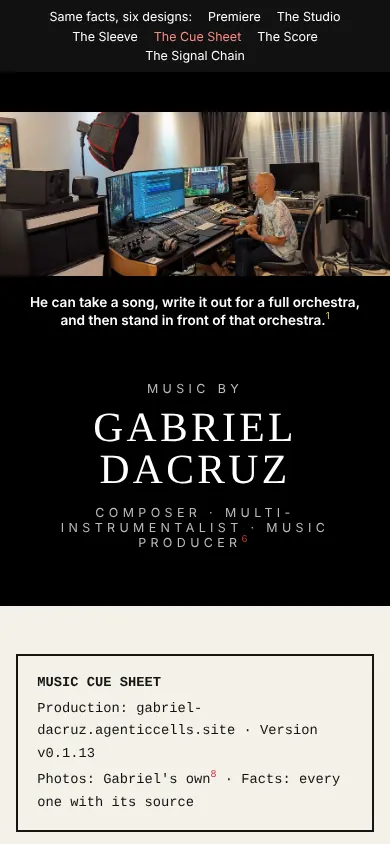 Same facts, six designs: Premiere The Studio
The Sleeve The Cue Sheet The Score
The Signal Chain
He can take a song, write it out for a full orchestra,
and then stand in front of that orchestra.1
MUSIC BY
GABRIEL
DACRUZ
COMPOSER · MULTI-
INSTRUMENTALIST · MUSIC
PRODUCER6
MUSIC CUE SHEET
Production: gabriel-
dacruz.agenticcells.site · Version
v0.1.13
Photos: Gabriel's own8 · Facts: every
one with its source